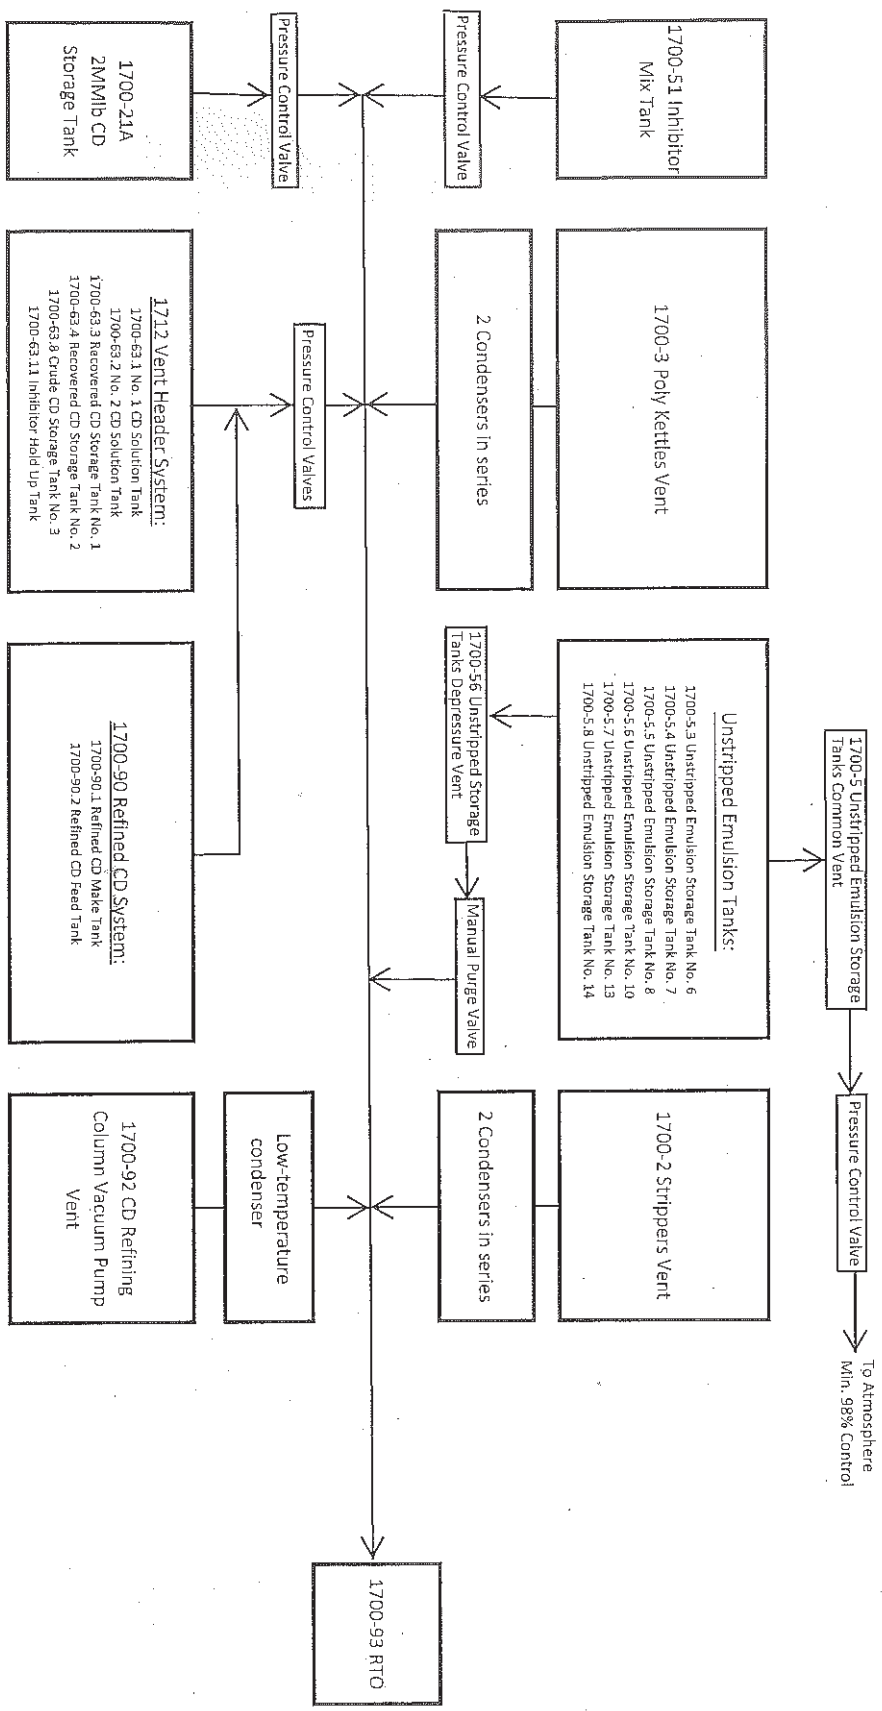 1700-5 Unstripped Emulsion Storage
Tanks Common Vent
Pressure Control Valve
To Atmosphere
Min. 98% Control
1700-51 Inhibitor
Mix Tank
1700-3 Poly Kettles Vent
Unstripped Emulsion Tanks:
1700-5.3 Unstripped Emulsion Storage Tank No. 6
1700-5.4 Unstripped Emulsion Storage Tank No. 7
1700-5.5 Unstripped Emulsion Storage Tank No. 8
1700-5.6 Unstripped Emulsion Storage Tank No. 10
1700-5.7 Unstripped Emulsion Storage Tank No. 13
1700-5.8 Unstripped Emulsion Storage Tank No. 14
1700-2 Strippers Vent
Pressure Control Valve
2 Condensers in series
1700-56 Unstripped Storage
Tanks Depressure Vent
Manual Purge Valve
2 Condensers in series
1700-93 RTO
Pressure Control Valve
Pressure Control Valves
Low-temperature
condenser
1700-21A
2MMlb CD
Storage Tank
1712 Vent Header System:
1700-63.1 No. 1 CD Solution Tank
1700-63.2 No. 2 CD Solution Tank
1700-63.3 Recovered CD Storage Tank No. 1
1700-63.4 Recovered CD Storage Tank No. 2
1700-63.8 Crude CD Storage Tank No. 3
1700-63.11 Inhibitor Hold Up Tank
1700-90 Refined CD System:
1700-90.1 Refined CD Make Tank
1700-90.2 Refined CD Feed Tank
1700-92 CD Refining
Column Vacuum Pump
Vent